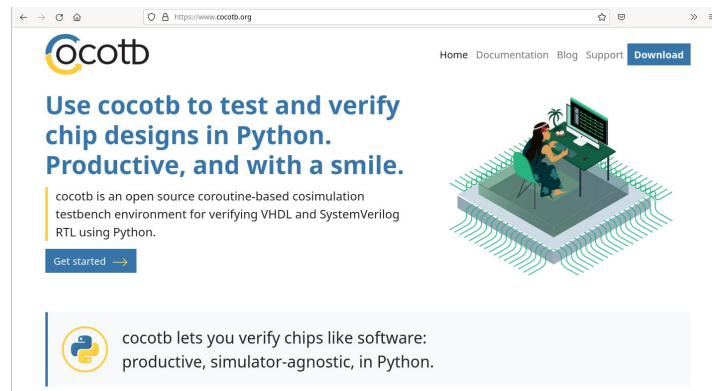 https://www.cocotb.org
cocotb
Home Documentation Blog Support Download
Use cocotb to test and verify
chip designs in Python.
Productive, and with a smile.
cocotb is an open source coroutine-based cosimulation
testbench environment for verifying VHDL and SystemVerilog
RTL using Python.
Get started
cocotb lets you verify chips like software:
productive, simulator-agnostic, in Python.